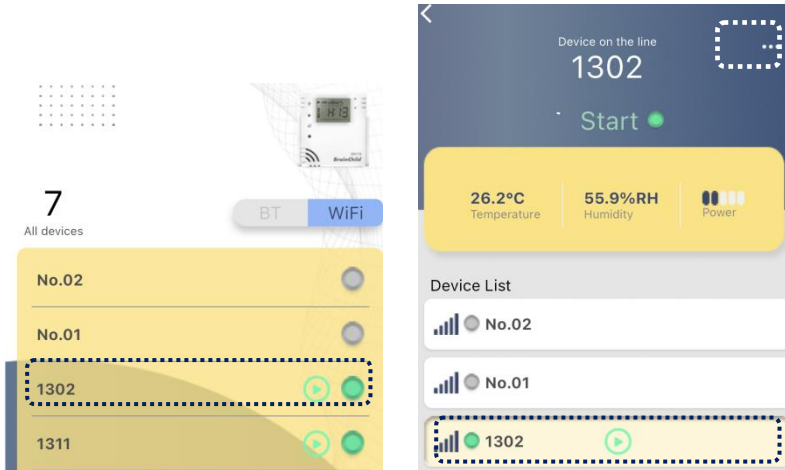 BrainChild
7
All devices
BT
WiFi
No.02
No.01
1302
1311
Device on the line
1302
Start
26.2°C
Temperature
55.9%RH
Humidity
Power
Device List
No.02
No.01
1302